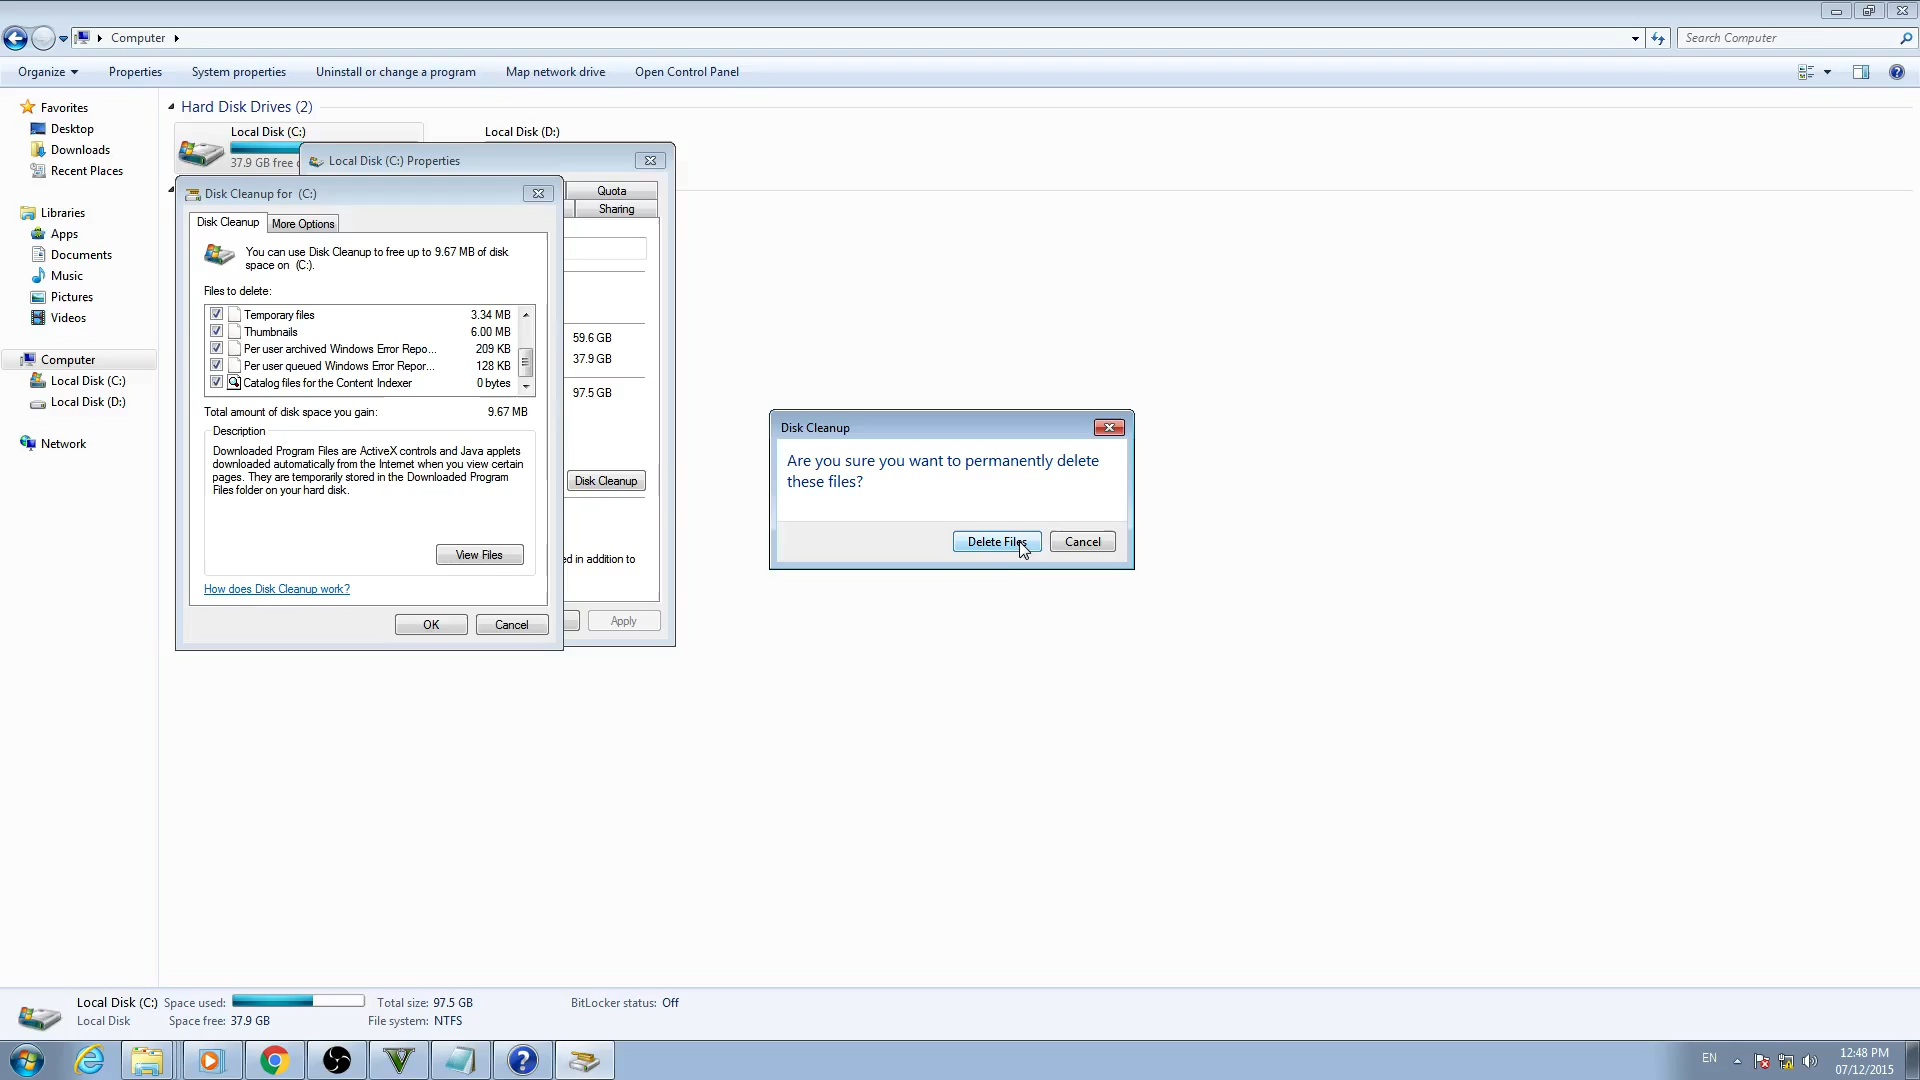 Computer
Search Computer
Organize
Properties
System properties
Uninstall or change a program
Map network drive
Open Control Panel
Favorites
Desktop
Downloads
Recent Places
Libraries
Apps
Documents
Music
Pictures
Videos
Computer
Local Disk (C:)
Local Disk (D:)
Network
Hard Disk Drives (2)
Local Disk (C:)
37.9 GB free
Local Disk (D:)
Local Disk (C:) Properties
Quota
Sharing
59.6 GB
37.9 GB
97.5 GB
Disk Cleanup
ed in addition to
Apply
Disk Cleanup for (C:)
Disk Cleanup
More Options
You can use Disk Cleanup to free up to 9.67 MB of disk
space on (C:).
Files to delete:
Temporary files 3.34 MB
Thumbnails 6.00 MB
Per user archived Windows Error Repo... 209 KB
Per user queued Windows Error Repor... 128 KB
Catalog files for the Content Indexer 0 bytes
Total amount of disk space you gain: 9.67 MB
Description
Downloaded Program Files are ActiveX controls and Java applets
downloaded automatically from the Internet when you view certain
pages. They are temporarily stored in the Downloaded Program
Files folder on your hard disk.
View Files
How does Disk Cleanup work?
OK
Cancel
Disk Cleanup
Are you sure you want to permanently delete
these files?
Delete Files
Cancel
Local Disk (C:) Space used: Total size: 97.5 GB BitLocker status: Off
Local Disk Space free: 37.9 GB File system: NTFS
EN
12:48 PM
07/12/2015